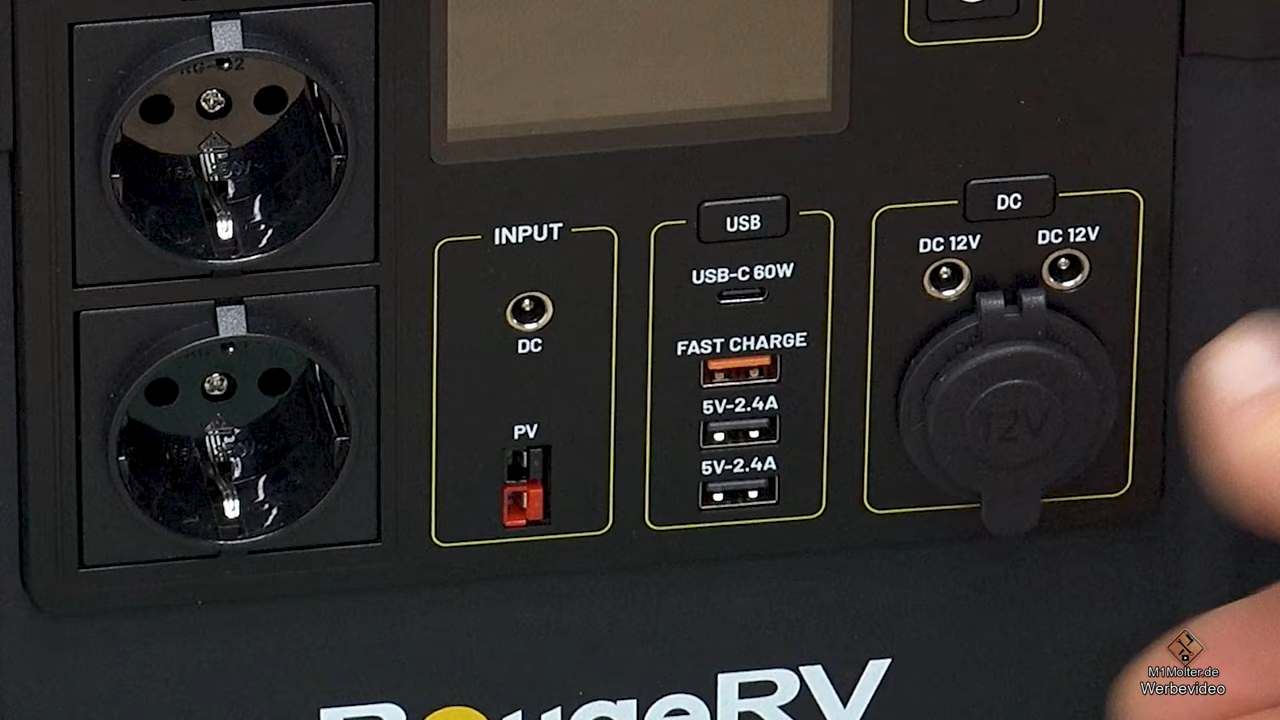 INPUT
DC
PV
USB
USB-C 60W
FAST CHARGE
5V-2.4A
5V-2.4A
DC
DC 12V
DC 12V
12V
RougeRV
M1Molter.de
Werbevideo